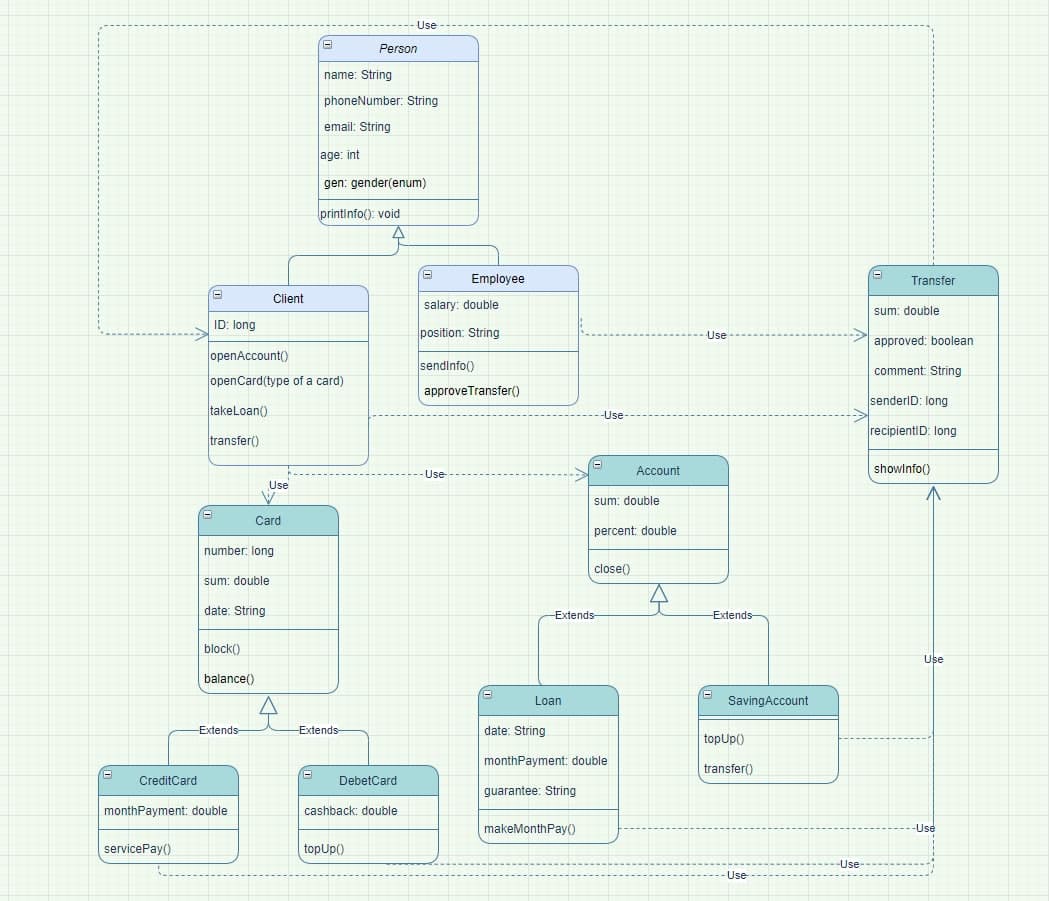 Use
Person
name: String
phoneNumber: String
email: String
age: int
gen: gender(enum)
printInfo(): void
Client
ID: long
openAccount()
openCard(type of a card)
takeLoan()
transfer()
Employee
salary: double
position: String
sendInfo()
approveTransfer()
Use
Use
Transfer
sum: double
approved: boolean
comment: String
senderID: long
recipientID: long
showInfo()
Use
Use
Card
number: long
sum: double
date: String
block()
balance()
Account
sum: double
percent: double
close()
Extends
Extends
Use
Extends
Extends
Loan
date: String
monthPayment: double
guarantee: String
makeMonthPay()
SavingAccount
topUp()
transfer()
CreditCard
monthPayment: double
servicePay()
DebetCard
cashback: double
topUp()
Use
Use
Use